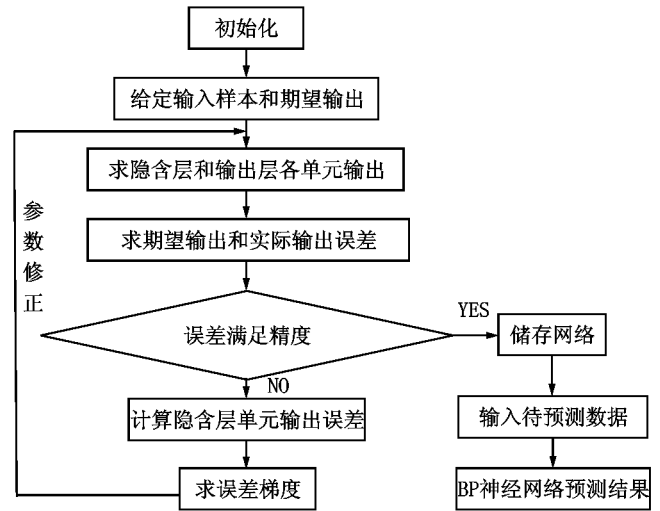 初始化
给定输入样本和期望输出
求隐含层和输出层各单元输出
参数修正
求期望输出和实际输出误差
误差满足精度
YES
储存网络
NO
计算隐含层单元输出误差
输入待预测数据
求误差梯度
BP神经网络预测结果